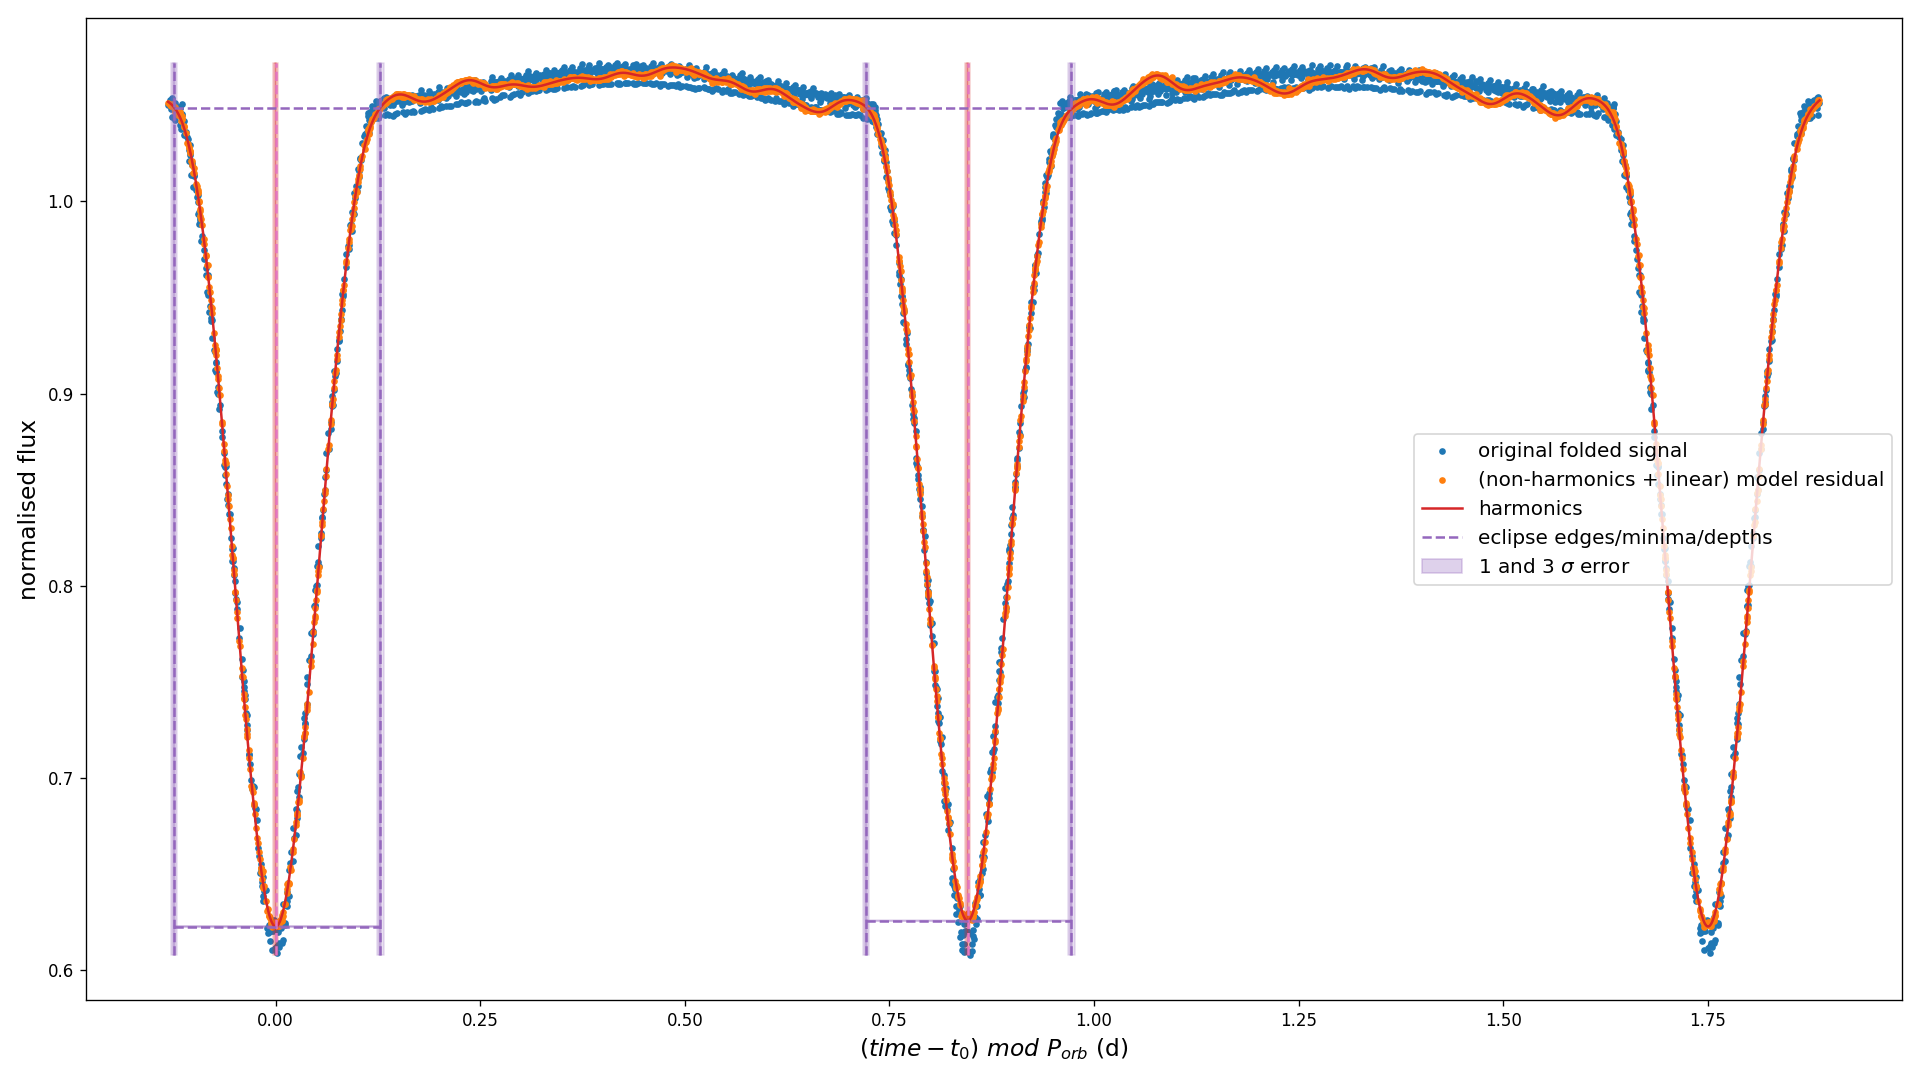 normalised flux
1.0
0.9
0.8
0.7
0.6
original folded signal
(non-harmonics + linear) model residual
harmonics
eclipse edges/minima/depths
1 and 3 σ error
0.00 0.25 0.50 0.75 1.00 1.25 1.50 1.75
(time − t₀) mod Pₒᵣb (d)